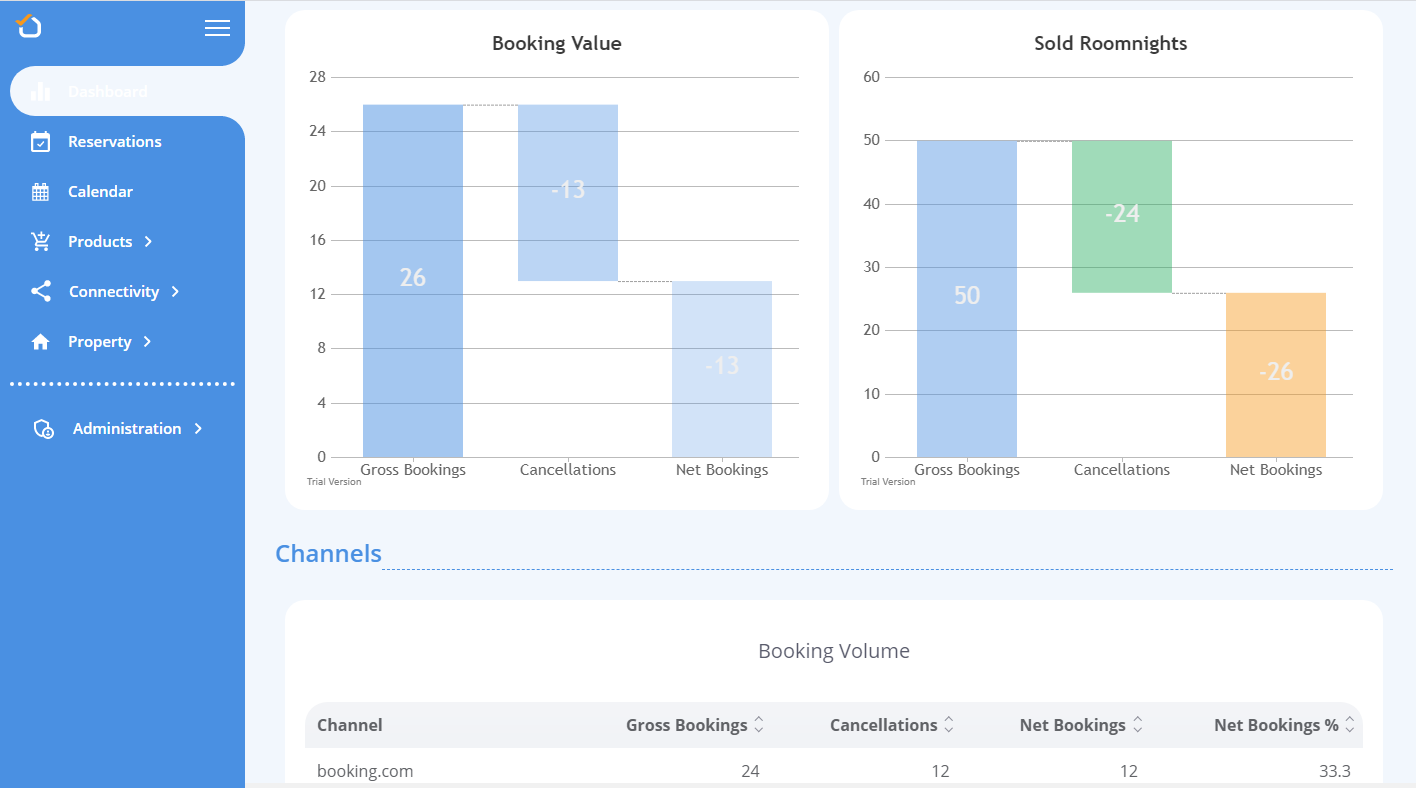 Dashboard
Reservations
Calendar
Products
Connectivity
Property
Administration
Booking Value
28
24
20
16
12
8
4
0
26
-13
-13
Gross Bookings Cancellations Net Bookings
Trial Version
Sold Roomnights
60
50
40
30
20
10
0
50
-24
-26
Gross Bookings Cancellations Net Bookings
Trial Version
Channels
Booking Volume
Channel Gross Bookings Cancellations Net Bookings Net Bookings %
booking.com 24 12 12 33.3